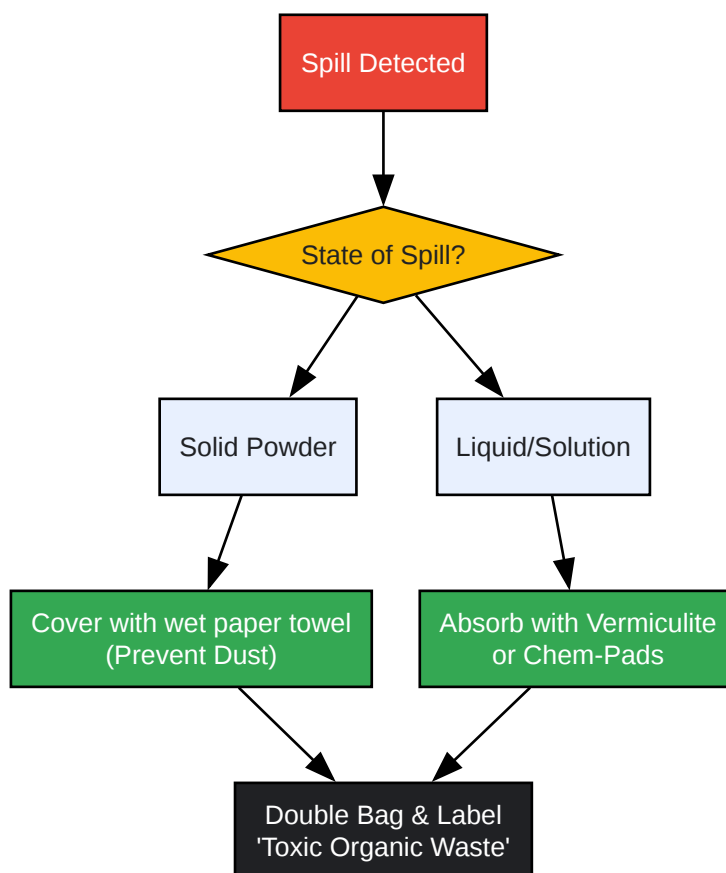 Spill Detected
State of Spill?
Solid Powder
Liquid/Solution
Cover with wet paper towel
(Prevent Dust)
Absorb with Vermiculite
or Chem-Pads
Double Bag & Label
'Toxic Organic Waste'